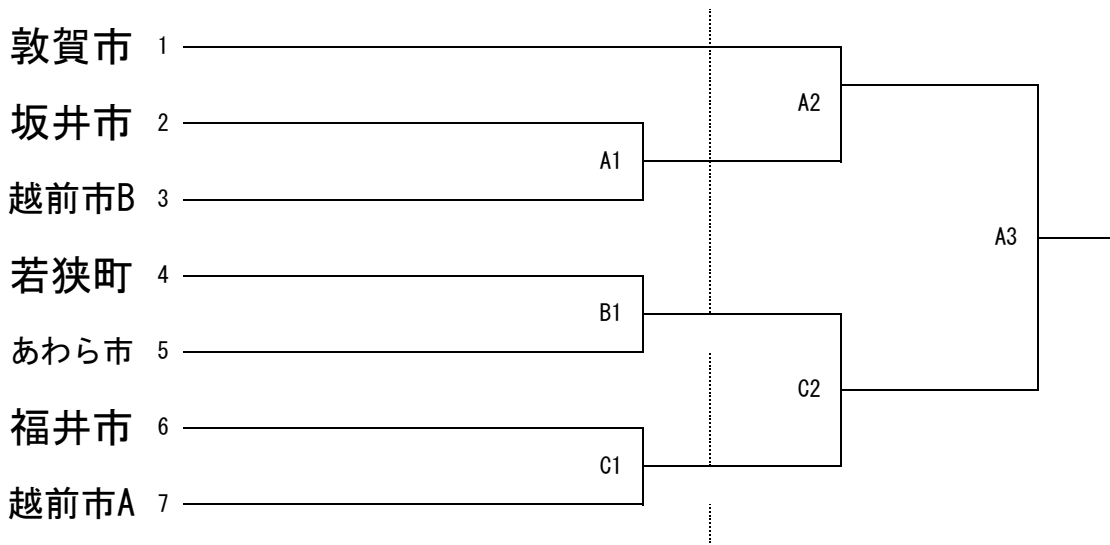 敦賀市 1
A2
坂井市 2
A1
越前市B 3
A3
若狭町 4
B1
あわら市 5
C2
福井市 6
C1
越前市A 7